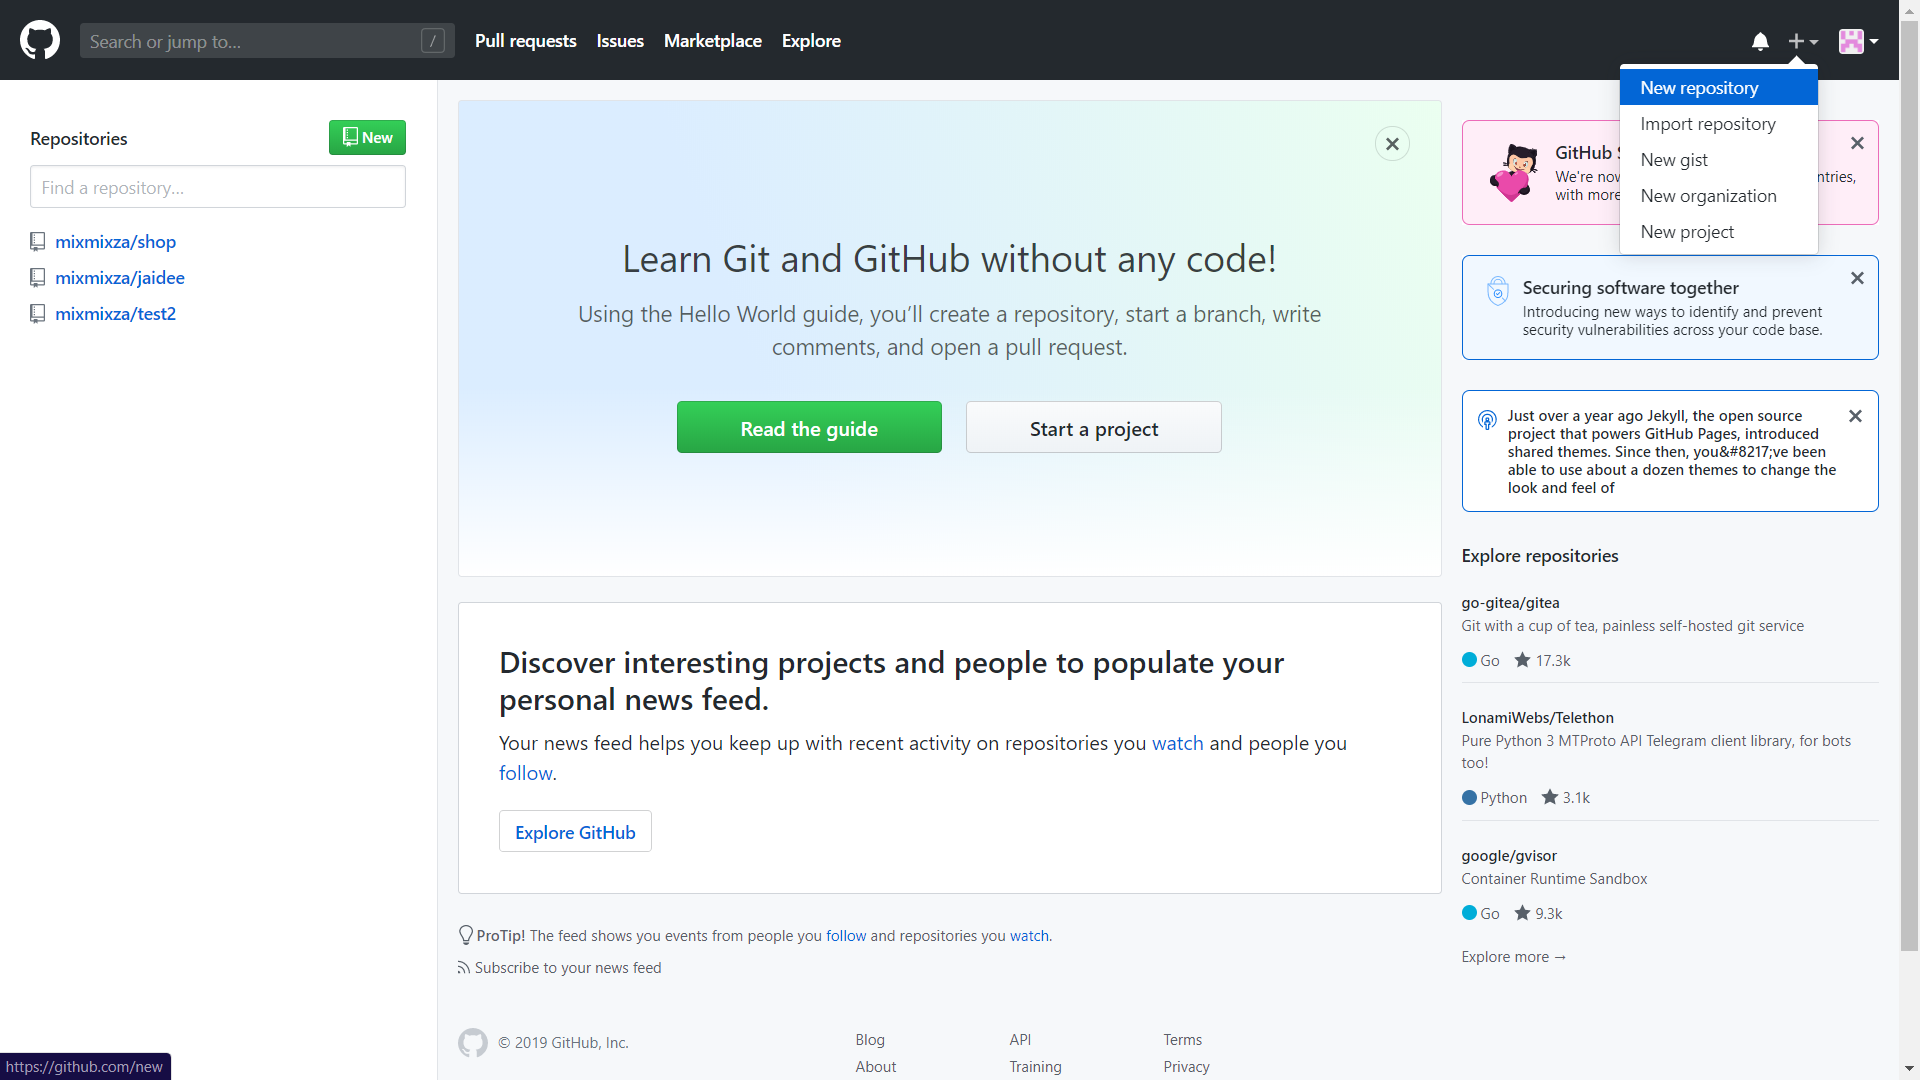 Search or jump to...
/
Pull requests
Issues
Marketplace
Explore
New repository
Import repository
New gist
New organization
New project
Repositories
New
Find a repository...
mixmixza/shop
mixmixza/jaidee
mixmixza/test2
Learn Git and GitHub without any code!
Using the Hello World guide, you’ll create a repository, start a branch, write
comments, and open a pull request.
Read the guide
Start a project
Discover interesting projects and people to populate your
personal news feed.
Your news feed helps you keep up with recent activity on repositories you watch and people you
follow.
Explore GitHub
ProTip! The feed shows you events from people you follow and repositories you watch.
Subscribe to your news feed
GitHub
We're now
ntries,
with more
Securing software together
Introducing new ways to identify and prevent
security vulnerabilities across your code base.
Just over a year ago Jekyll, the open source
project that powers GitHub Pages, introduced
shared themes. Since then, you&#8217;ve been
able to use about a dozen themes to change the
look and feel of
Explore repositories
go-gitea/gitea
Git with a cup of tea, painless self-hosted git service
Go 17.3k
LonamiWebs/Telethon
Pure Python 3 MTProto API Telegram client library, for bots
too!
Python 3.1k
google/gvisor
Container Runtime Sandbox
Go 9.3k
Explore more →
© 2019 GitHub, Inc.
Blog
About
API
Training
Terms
Privacy
https://github.com/new